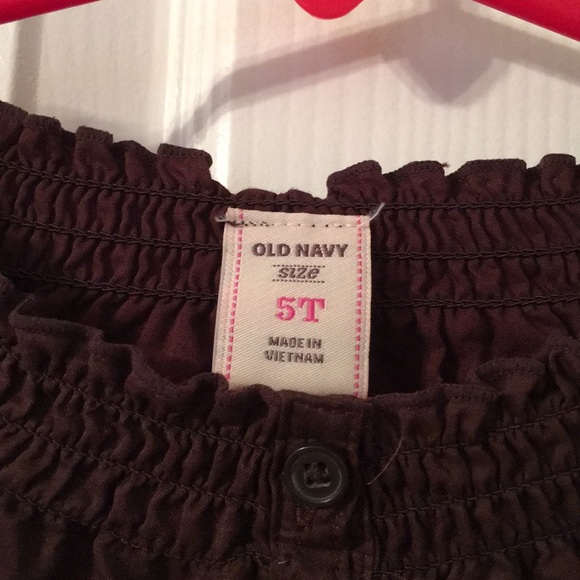 OLD NAVY
size
5T
MADE IN
VIETNAM